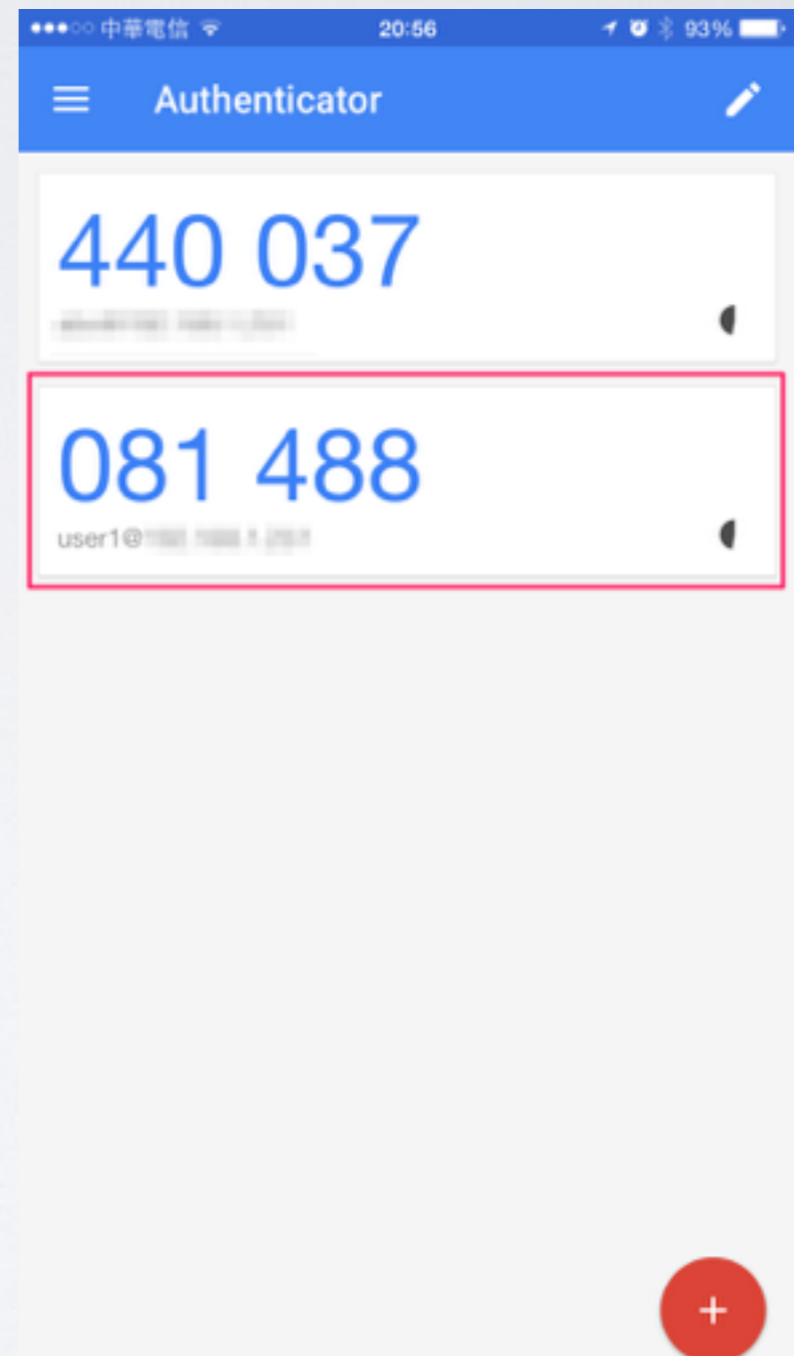 中華電信 20:56 93%
Authenticator
440 037
081 488
user1@